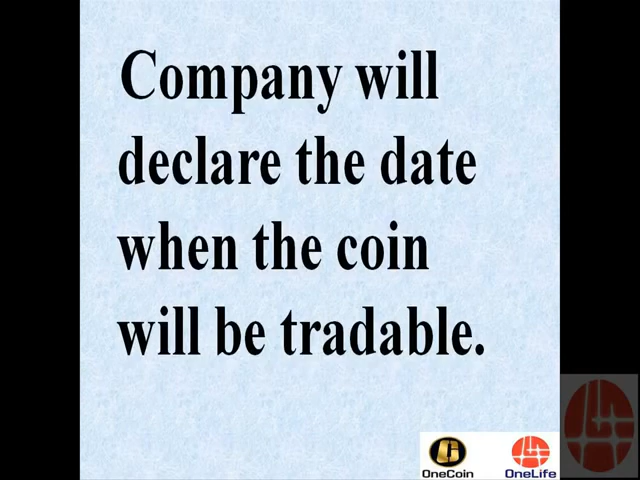 Company will
declare the date
when the coin
will be tradable.
OneCoin OneLife